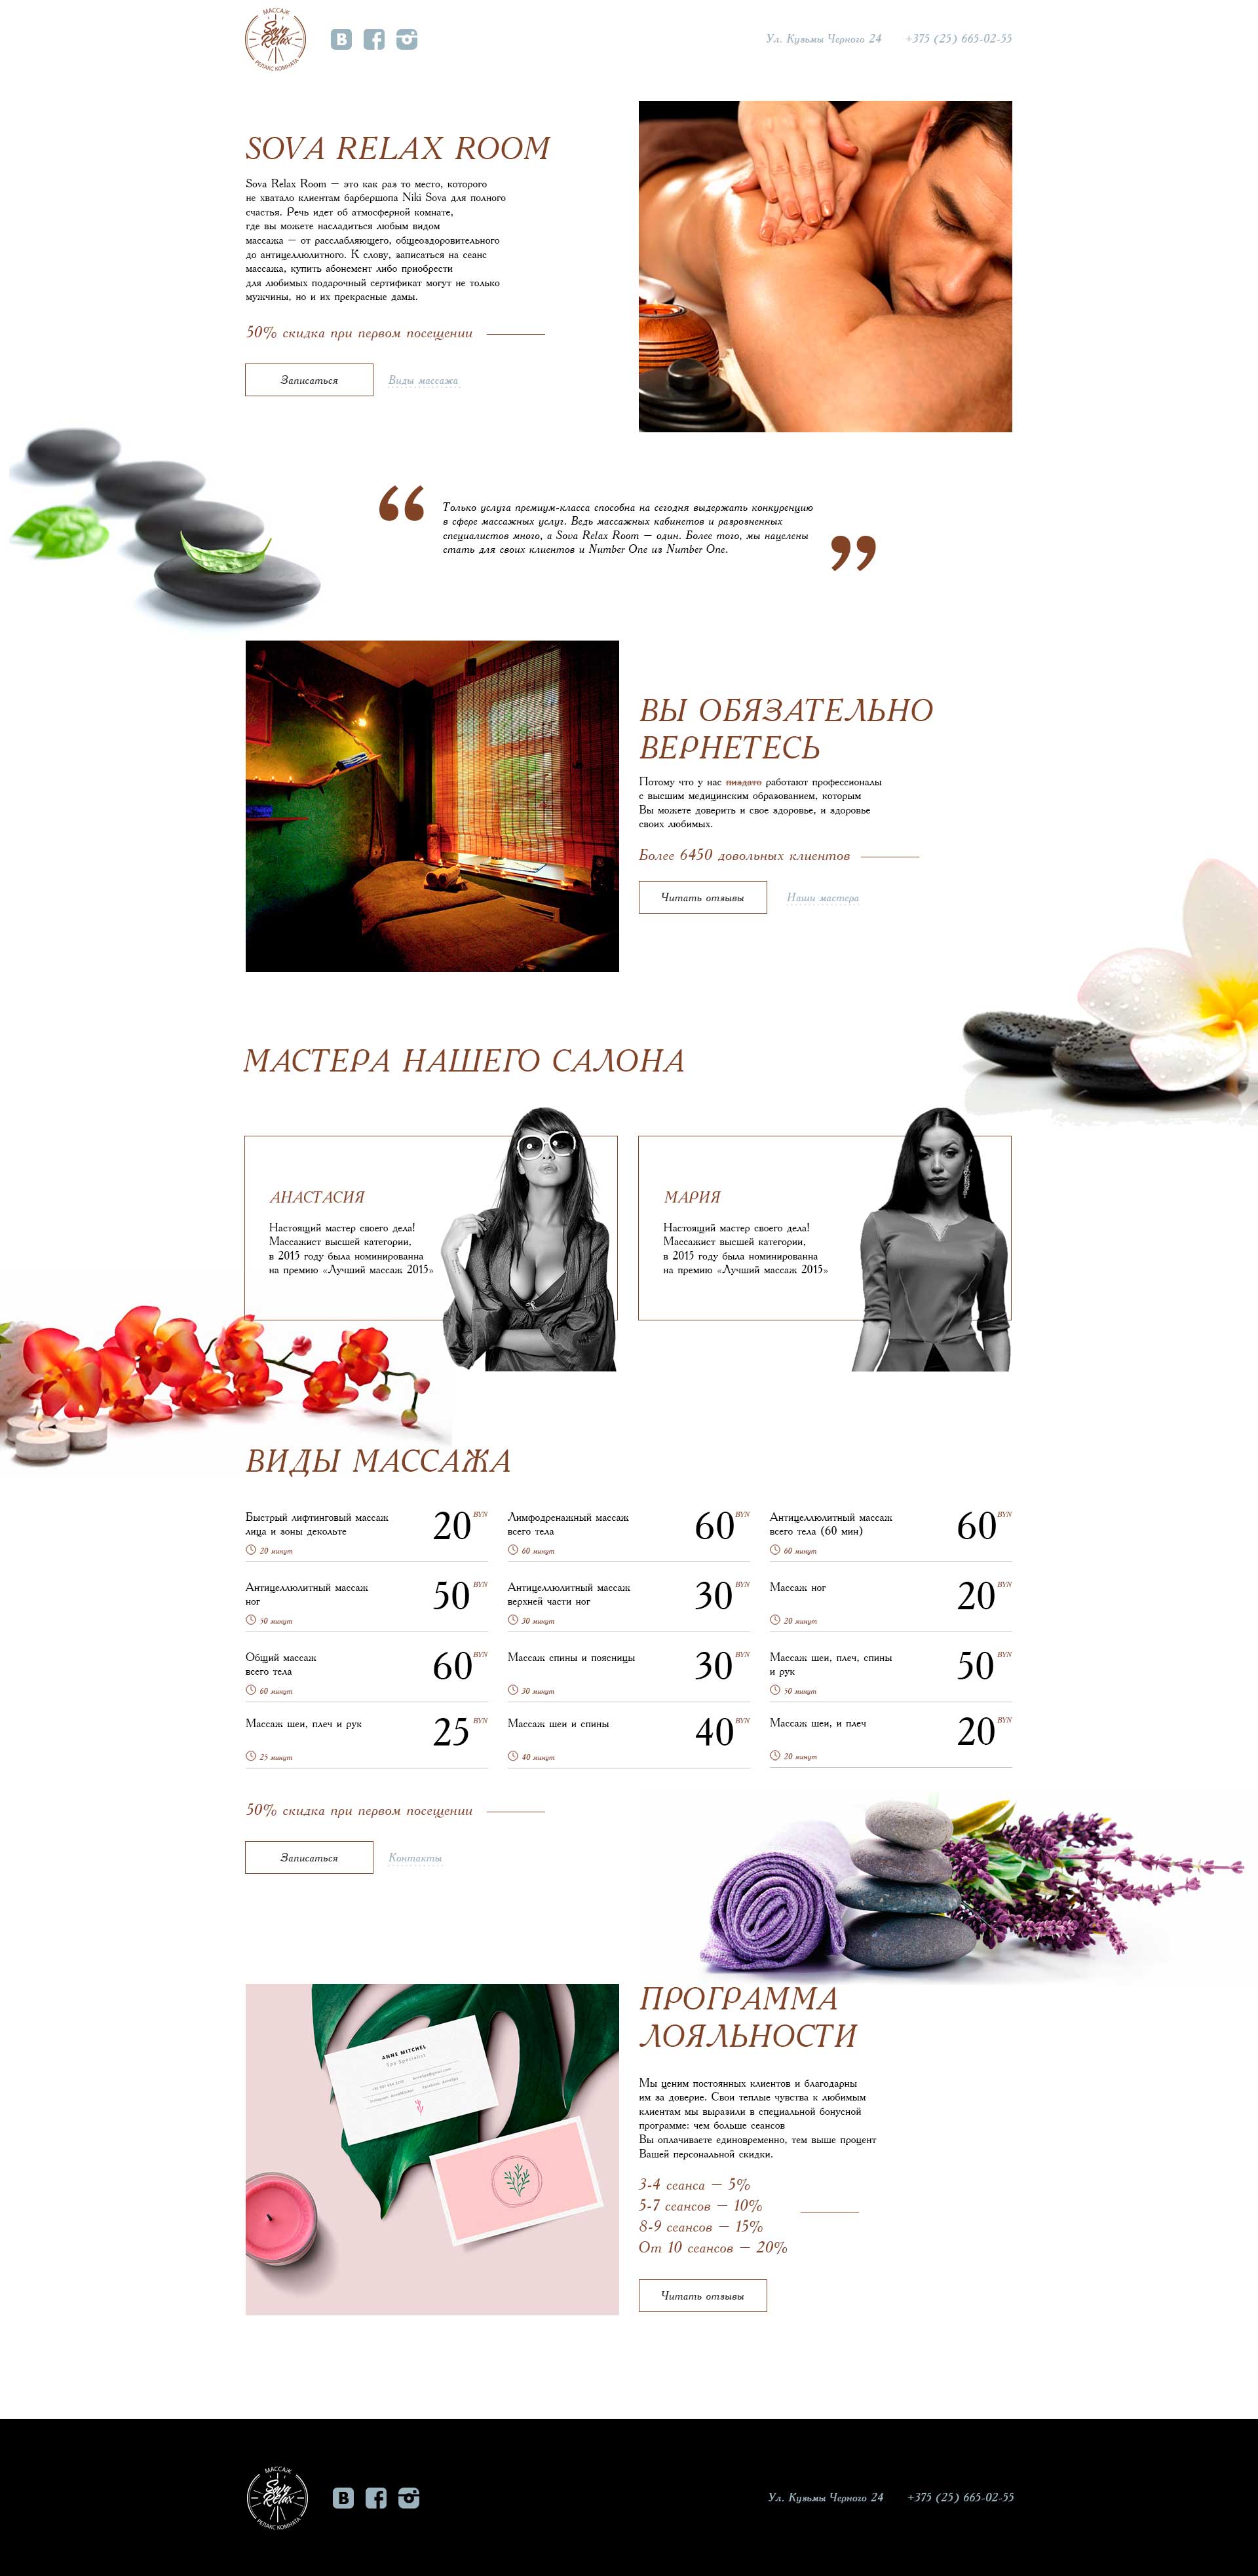 МАССАЖ
Sova
Relax
РЕЛАКС КОМНАТА
Ул. Кузьмы Черного 24
+375 (25) 665-02-55
SOVA RELAX ROOM
Sova Relax Room — это как раз то место, которого
не хватало клиентам барбершопа Niki Sova для полного
счастья. Речь идет об атмосферной комнате,
где вы можете насладиться любым видом
массажа — от расслабляющего, общеоздоровительного
до антицеллюлитного. К слову, записаться на сеанс
массажа, купить абонемент либо приобрести
для любимых подарочный сертификат могут не только
мужчины, но и их прекрасные дамы.
50% скидка при первом посещении
Записаться
Виды массажа
“
Только услуга премиум-класса способна на сегодня выдержать конкуренцию
в сфере массажных услуг. Ведь массажных кабинетов и разрозненных
специалистов много, а Sova Relax Room — один. Более того, мы нацелены
стать для своих клиентов и Number One из Number One.
”
ВЫ ОБЯЗАТЕЛЬНО
ВЕРНЕТЕСЬ
Потому что у нас пиздато работают профессионалы
с высшим медицинским образованием, которым
Вы можете доверить и свое здоровье, и здоровье
своих любимых.
Более 6450 довольных клиентов
Читать отзывы
Наши мастера
МАСТЕРА НАШЕГО САЛОНА
АНАСТАСИЯ
Настоящий мастер своего дела!
Массажист высшей категории,
в 2015 году была номинированна
на премию «Лучший массаж 2015»
МАРИЯ
Настоящий мастер своего дела!
Массажист высшей категории,
в 2015 году была номинированна
на премию «Лучший массаж 2015»
ВИДЫ МАССАЖА
Быстрый лифтинговый массаж
лица и зоны декольте
20 BYN
20 минут
Лимфодренажный массаж
всего тела
60 BYN
60 минут
Антицеллюлитный массаж
всего тела (60 мин)
60 BYN
60 минут
Антицеллюлитный массаж
ног
50 BYN
50 минут
Антицеллюлитный массаж
верхней части ног
30 BYN
30 минут
Массаж ног
20 BYN
20 минут
Общий массаж
всего тела
60 BYN
60 минут
Массаж спины и поясницы
30 BYN
30 минут
Массаж шеи, плеч, спины
и рук
50 BYN
50 минут
Массаж шеи, плеч и рук
25 BYN
25 минут
Массаж шеи и спины
40 BYN
40 минут
Массаж шеи, и плеч
20 BYN
20 минут
50% скидка при первом посещении
Записаться
Контакты
ANNE MITCHEL
Spa Specialist
ПРОГРАММА
ЛОЯЛЬНОСТИ
Мы ценим постоянных клиентов и благодарны
им за доверие. Свои теплые чувства к любимым
клиентам мы выразили в специальной бонусной
программе: чем больше сеансов
Вы оплачиваете единовременно, тем выше процент
Вашей персональной скидки.
3-4 сеанса — 5%
5-7 сеансов — 10%
8-9 сеансов — 15%
От 10 сеансов — 20%
Читать отзывы
МАССАЖ
Sova
Relax
РЕЛАКС КОМНАТА
Ул. Кузьмы Черного 24
+375 (25) 665-02-55